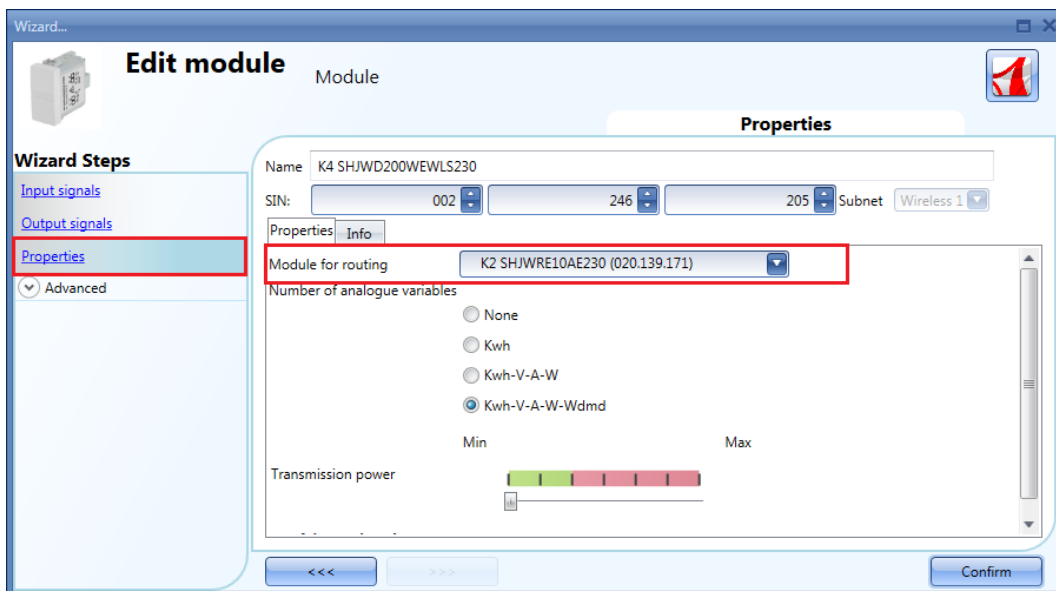 Wizard...
Edit module
Module
Properties
Wizard Steps
Input signals
Output signals
Properties
Advanced
Name K4 SHJWD200WEWLS230
SIN: 002 246 205 Subnet Wireless 1
Properties Info
Module for routing K2 SHJWRE10AE230 (020.139.171)
Number of analogue variables
None
Kwh
Kwh-V-A-W
Kwh-V-A-W-Wdmd
Min Max
Transmission power
<<< >>> Confirm